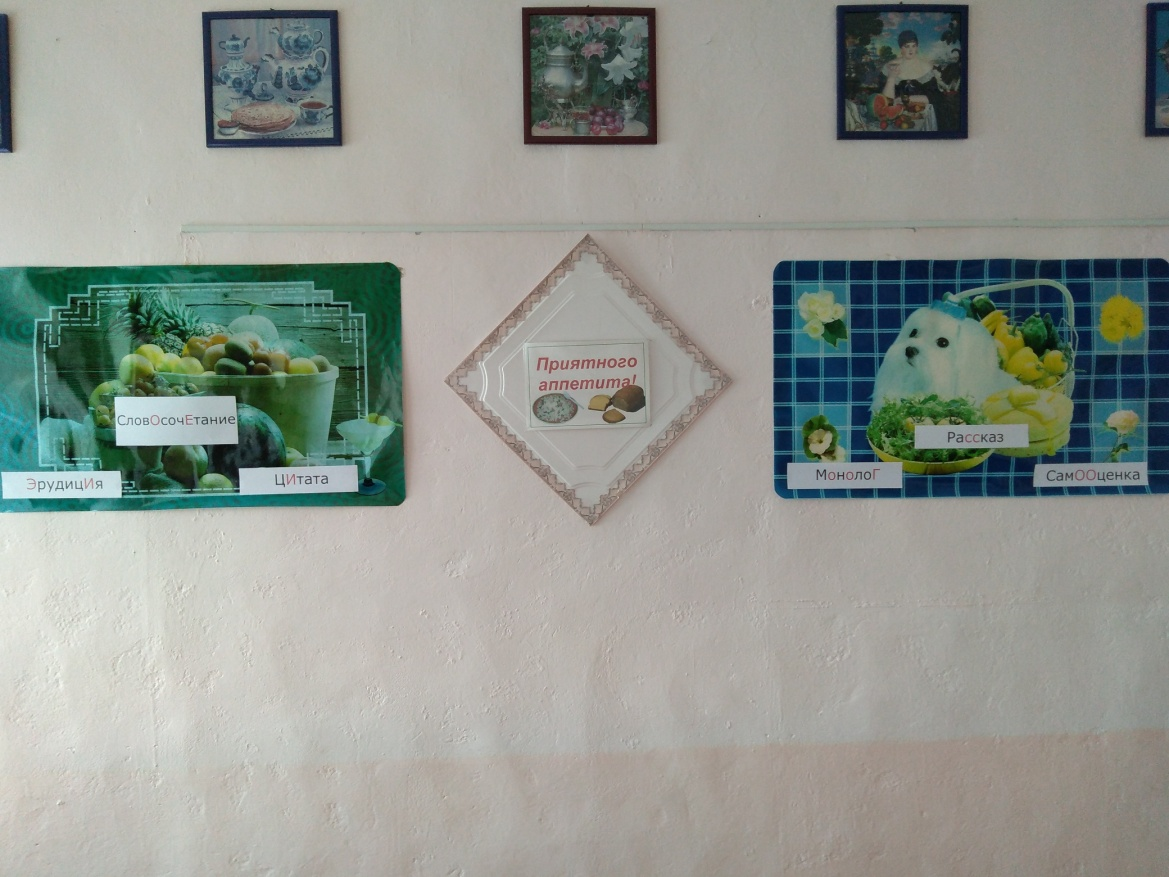 СловОсочЕтание
ЭрудицИя
ЦИтата
Приятного
аппетита!
Рассказ
МонолоГ
СамООценка